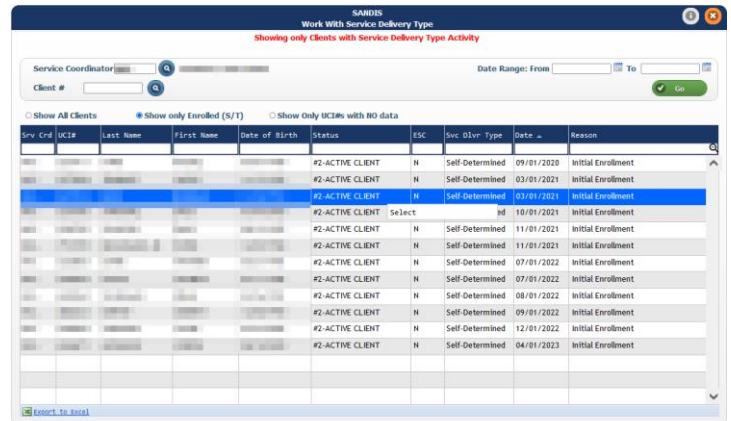 SANDIS
Work With Service Delivery Type
Showing only Clients with Service Delivery Type Activity
Service Coordinator Date Range: From To
Client # Go
Show All Clients Show only Enrolled (S/T) Show Only UCI#s with NO data
Srv Crd UCI# Last Name First Name Date of Birth Status ESC Svc Dlvr Type Date Reason
#2-ACTIVE CLIENT N Self-Determined 09/01/2020 Initial Enrollment
#2-ACTIVE CLIENT N Self-Determined 03/01/2021 Initial Enrollment
#2-ACTIVE CLIENT N Self-Determined 03/01/2021 Initial Enrollment
#2-ACTIVE CLIENT Select ed 10/01/2021 Initial Enrollment
#2-ACTIVE CLIENT N Self-Determined 11/01/2021 Initial Enrollment
#2-ACTIVE CLIENT N Self-Determined 11/01/2021 Initial Enrollment
#2-ACTIVE CLIENT N Self-Determined 07/01/2022 Initial Enrollment
#2-ACTIVE CLIENT N Self-Determined 07/01/2022 Initial Enrollment
#2-ACTIVE CLIENT N Self-Determined 08/01/2022 Initial Enrollment
#2-ACTIVE CLIENT N Self-Determined 09/01/2022 Initial Enrollment
#2-ACTIVE CLIENT N Self-Determined 12/01/2022 Initial Enrollment
#2-ACTIVE CLIENT N Self-Determined 04/01/2023 Initial Enrollment
Export to Excel